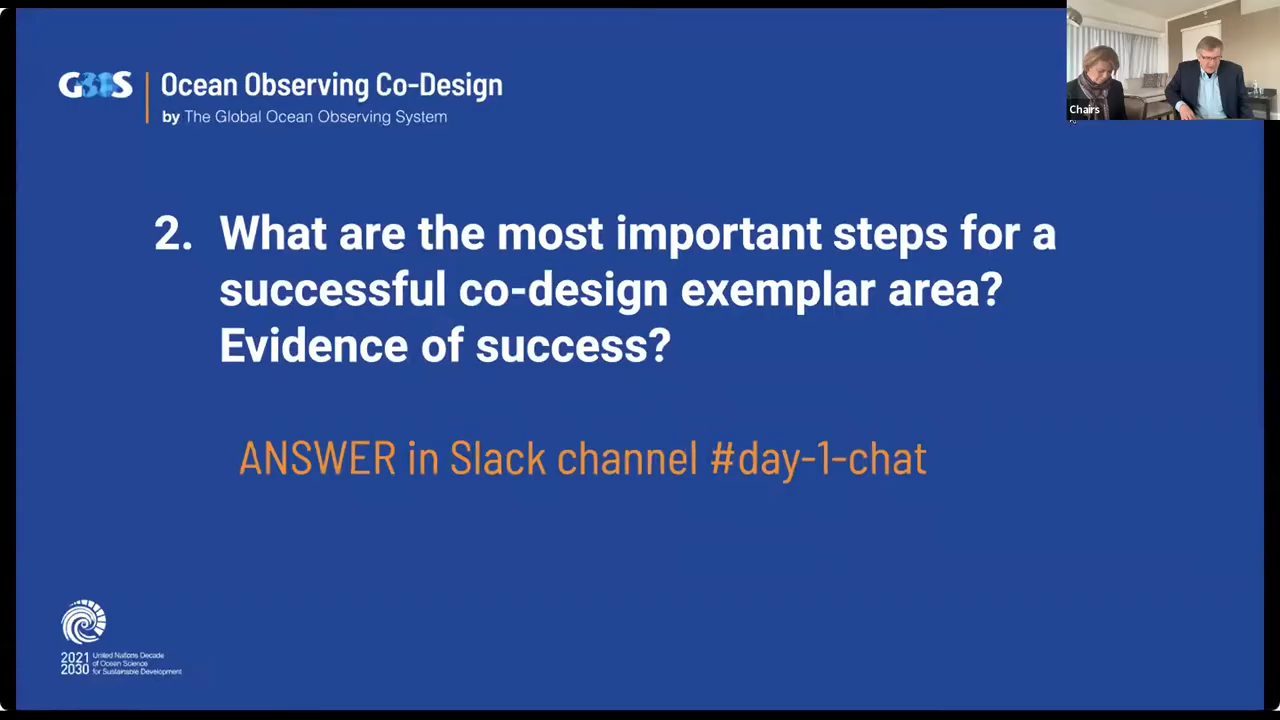 GOOS
Ocean Observing Co-Design
by The Global Ocean Observing System
Chairs
2. What are the most important steps for a
successful co-design exemplar area?
Evidence of success?
ANSWER in Slack channel #day-1-chat
2021
2030
United Nations Decade
of Ocean Science
for Sustainable Development